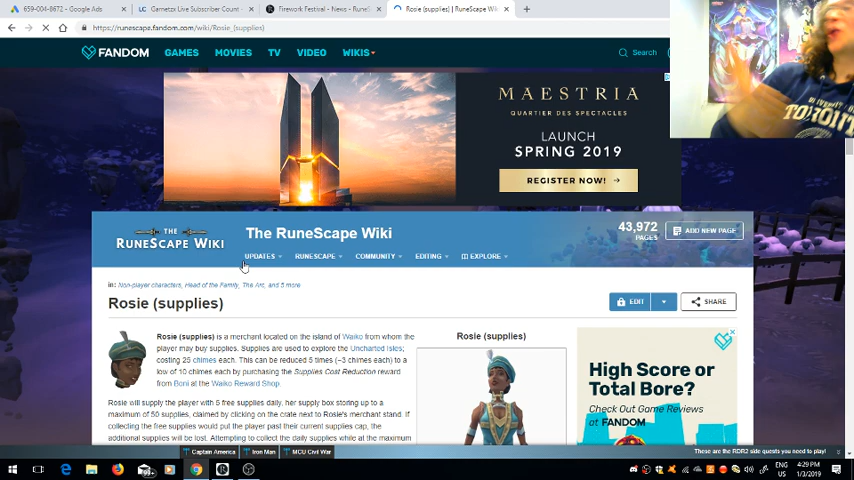 659-004-8672 - Google Ads
Gametzi Live Subscriber Count -
Firework Festival - News - RuneS
Rosie (supplies) | RuneScape Wiki
https://runescape.fandom.com/wiki/Rosie_(supplies)
FANDOM
GAMES MOVIES TV VIDEO WIKIS
Search
MAESTRIA
QUARTIER DES SPECTACLES
LAUNCH
SPRING 2019
REGISTER NOW!
TORONTO
THE
RUNESCAPE WIKI
The RuneScape Wiki
43,972
PAGES
ADD NEW PAGE
UPDATES RUNESCAPE COMMUNITY EDITING EXPLORE
in: Non-player characters, Head of the Family, The Arc, and 5 more
Rosie (supplies)
EDIT
SHARE
Rosie (supplies) is a merchant located on the island of Waiko from whom the
player may buy supplies. Supplies are used to explore the Uncharted Isles;
costing 25 chimes each. This can be reduced 5 times (−3 chimes each) to a
low of 10 chimes each by purchasing the Supplies Cost Reduction reward
from Boni at the Waiko Reward Shop.
Rosie will supply the player with 5 free supplies daily, her supply box storing up to a
maximum of 50 supplies, claimed by clicking on the crate next to Rosie's merchant stand. If
collecting the free supplies would put the player past their current supplies cap, the
additional supplies will be lost. Attempting to collect the daily supplies while at the maximum
Rosie (supplies)
High Score or
Total Bore?
Check Out Game Reviews
at FANDOM
Captain America
Iron Man
MCU Civil War
These are the RDR2 side quests you need to play!
ENG
US
4:29 PM
1/3/2019